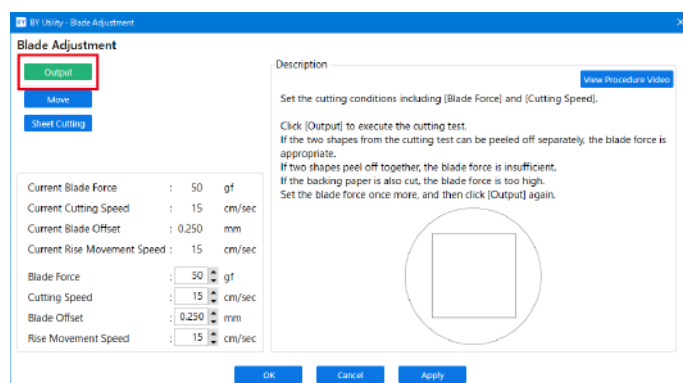 BY Utility - Blade Adjustment
Blade Adjustment
Output
Move
Sheet Cutting
Current Blade Force : 50 gf
Current Cutting Speed : 15 cm/sec
Current Blade Offset : 0.250 mm
Current Rise Movement Speed : 15 cm/sec
Blade Force : 50 gf
Cutting Speed : 15 cm/sec
Blade Offset : 0.250 mm
Rise Movement Speed : 15 cm/sec
Description
View Procedure Video
Set the cutting conditions including [Blade Force] and [Cutting Speed].
Click [Output] to execute the cutting test.
If the two shapes from the cutting test can be peeled off separately, the blade force is
appropriate.
If two shapes peel off together, the blade force is insufficient.
If the backing paper is also cut, the blade force is too high.
Set the blade force once more, and then click [Output] again.
OK
Cancel
Apply